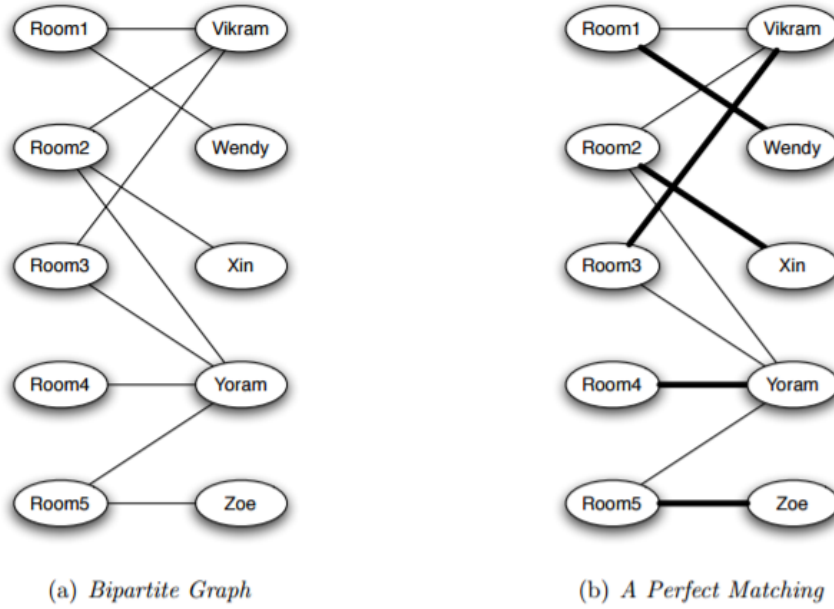 Room1 Vikram Room1 Vikram
Room2 Wendy Room2 Wendy
Room3 Xin Room3 Xin
Room4 Yoram Room4 Yoram
Room5 Zoe Room5 Zoe
(a) Bipartite Graph (b) A Perfect Matching